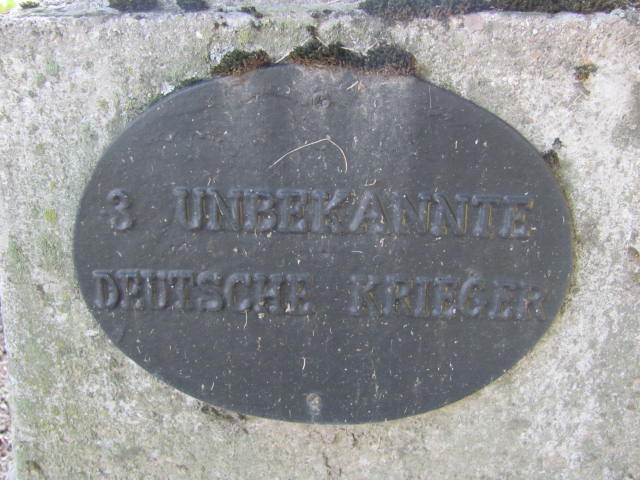 3 UNBEKANNTE
DEUTSCHE KRIEGER